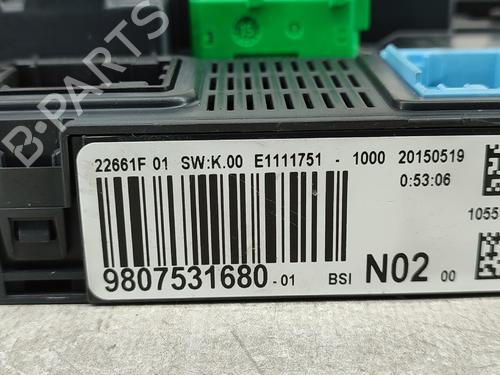 22661F 01 SW:K.00 E1111751 - 1000 20150519
0:53:06
1055
9807531680 -01 BSI N02 00
B-PARTS